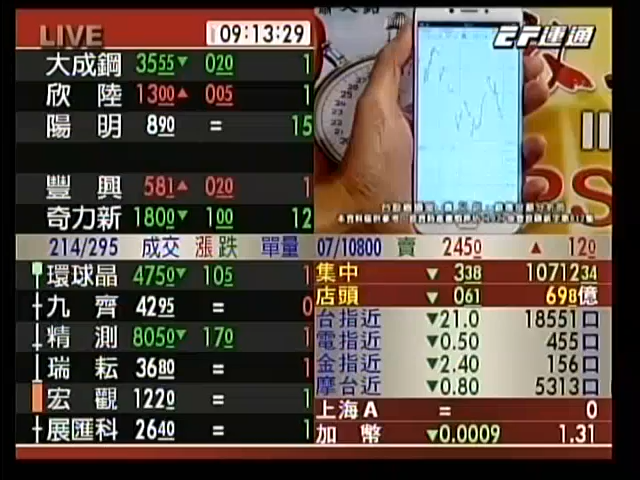 LIVE 09:13:29
大成鋼 3555▼ 020 1
欣陸 1300▲ 005 1
陽明 890 = 15
豐興 581▲ 020 1
奇力新 1800▼ 100 12
214/295 成交 漲跌 單量
環球晶 4750▼ 105 1
九齊 4295 = 0
精測 8050▼ 170 1
瑞耘 3680 = 1
宏觀 1220 = 1
展匯科 2640 = 1
運通
07/10800 賣 2450 ▲ 120
集中 ▼ 338 1071234
店頭 ▼ 061 698億
台指近 ▼21.0 18551口
電指近 ▼0.50 455口
金指近 ▼2.40 156口
摩台近 ▼0.80 5313口
上海A = 0
加幣 ▼0.0009 1.31